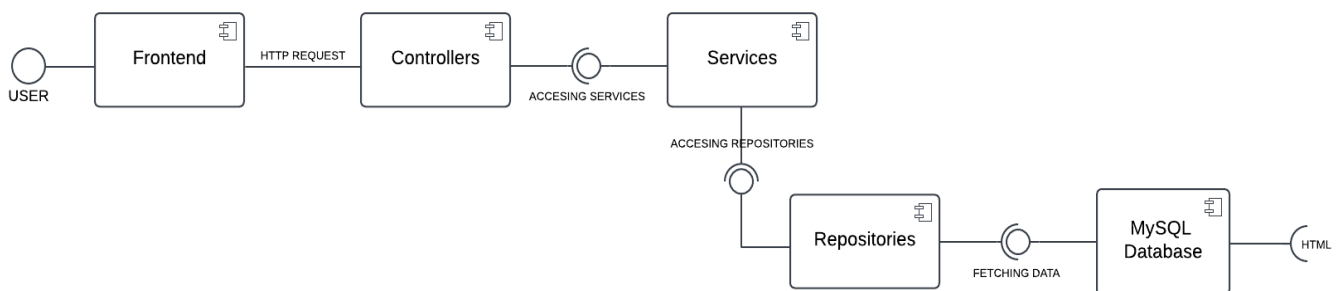 Frontend
HTTP REQUEST
Controllers
Services
USER
ACCESING SERVICES
ACCESING REPOSITORIES
Repositories
MySQL
Database
HTML
FETCHING DATA